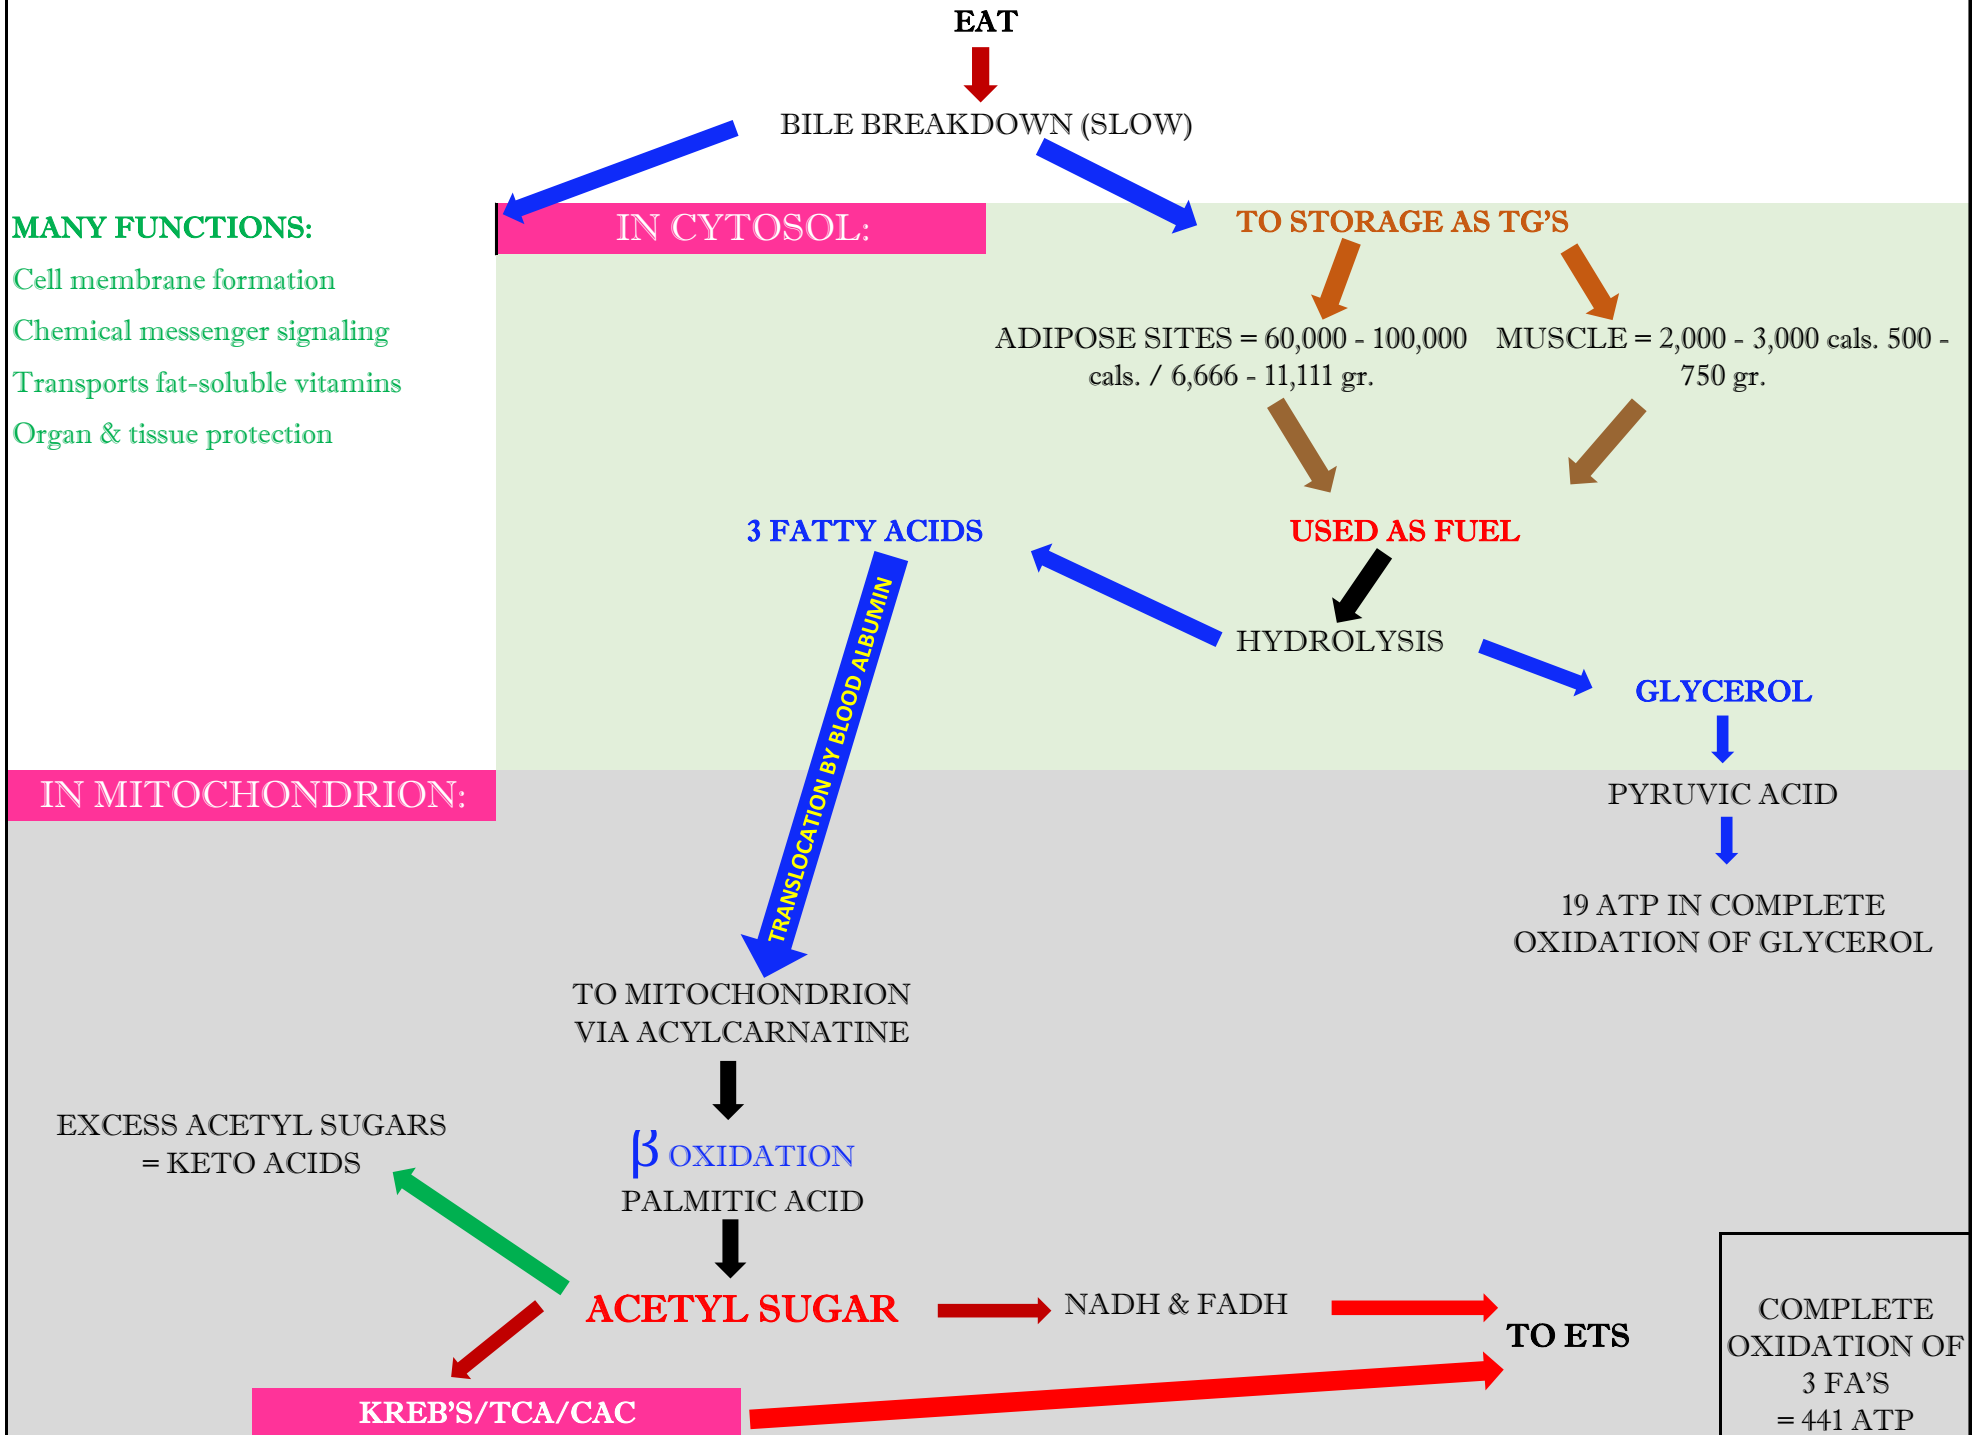 EAT
BILE BREAKDOWN (SLOW)
MANY FUNCTIONS:
Cell membrane formation
Chemical messenger signaling
Transports fat-soluble vitamins
Organ & tissue protection
IN CYTOSOL:
TO STORAGE AS TG'S
ADIPOSE SITES = 60,000 - 100,000
cals. / 6,666 - 11,111 gr.
MUSCLE = 2,000 - 3,000 cals. 500 -
750 gr.
3 FATTY ACIDS
USED AS FUEL
HYDROLYSIS
GLYCEROL
TRANSLOCATION BY BLOOD ALBUMIN
IN MITOCHONDRION:
PYRUVIC ACID
19 ATP IN COMPLETE
OXIDATION OF GLYCEROL
TO MITOCHONDRION
VIA ACYLCARNATINE
EXCESS ACETYL SUGARS
= KETO ACIDS
β OXIDATION
PALMITIC ACID
ACETYL SUGAR
NADH & FADH
TO ETS
COMPLETE
OXIDATION OF
3 FA'S
= 441 ATP
KREB'S/TCA/CAC